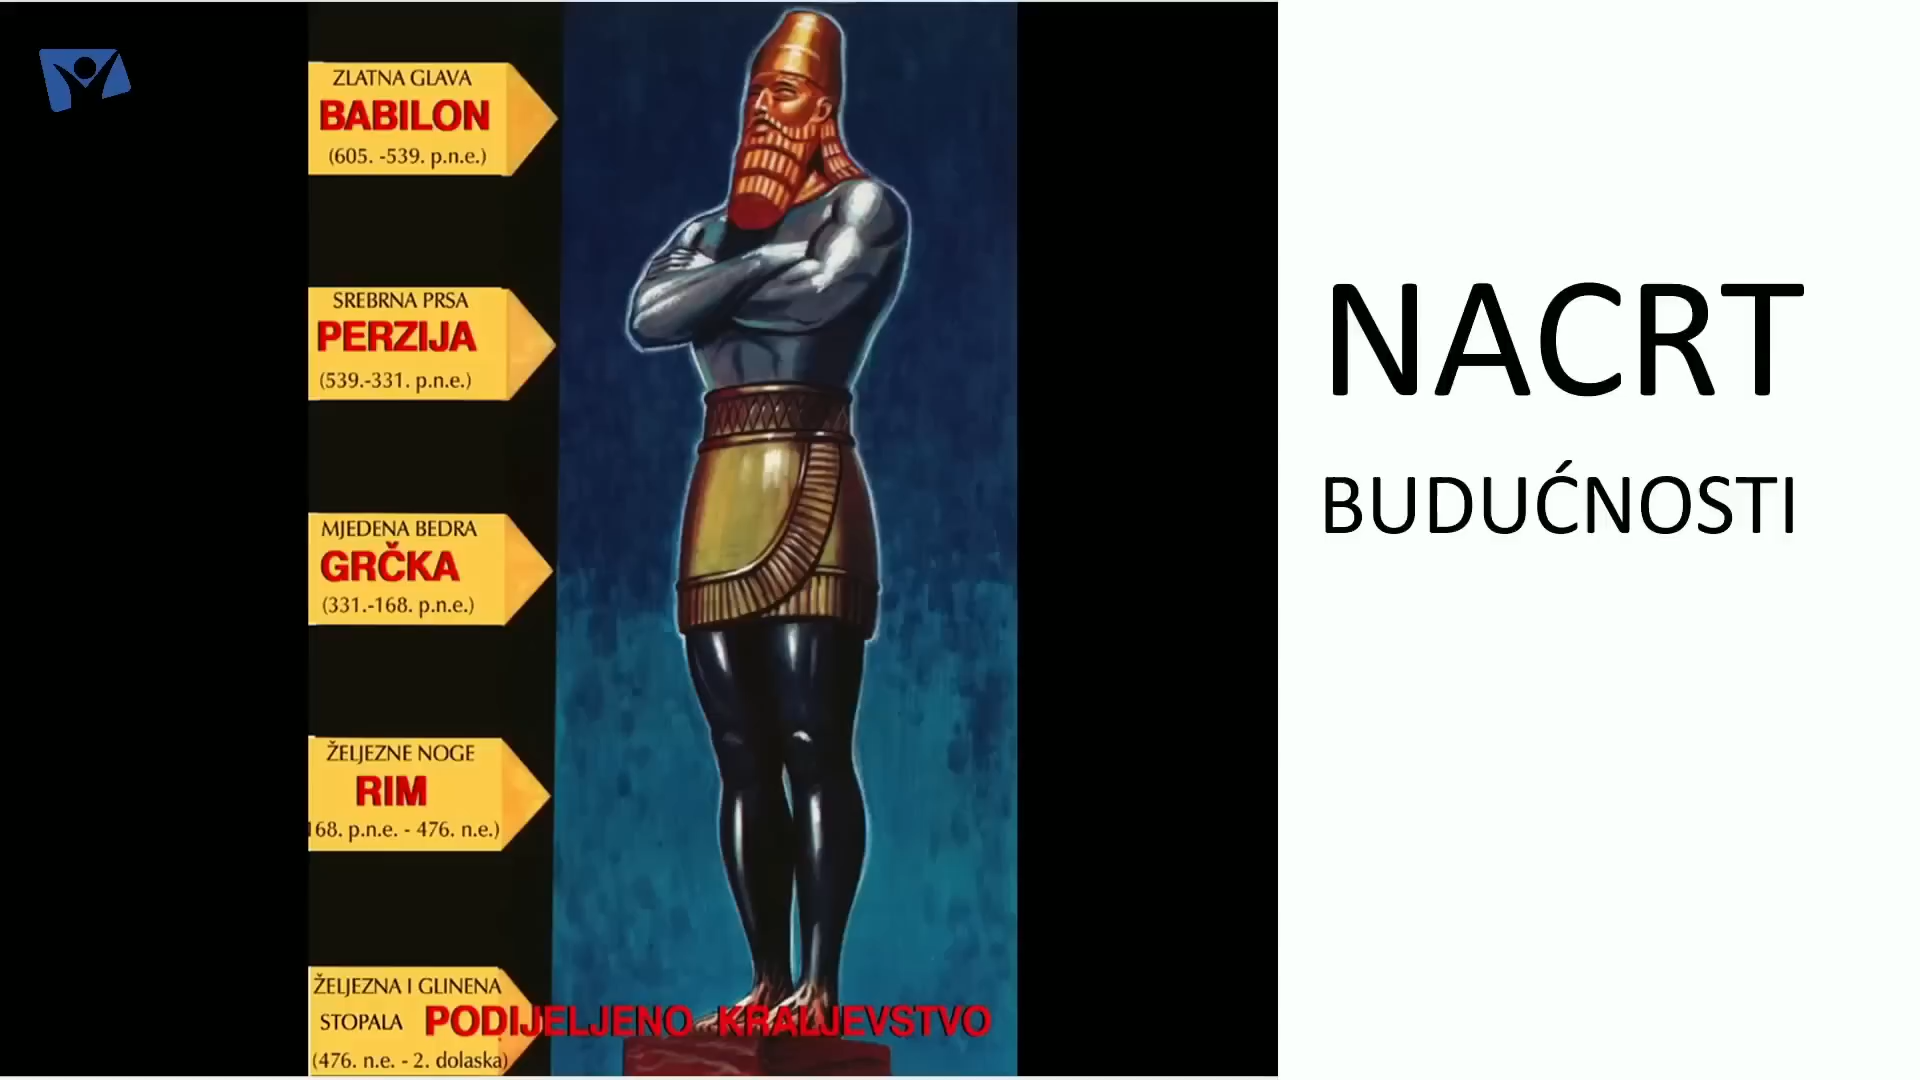 ZLATNA GLAVA
BABILON
(605. -539. p.n.e.)
SREBRNA PRSA
PERZIJA
(539.-331. p.n.e.)
MJEDENA BEDRA
GRČKA
(331.-168. p.n.e.)
ŽELJEZNE NOGE
RIM
168. p.n.e. - 476. n.e.)
ŽELJEZNA I GLINENA
STOPALA PODIJELJENO KRALJEVSTVO
(476. n.e. - 2. dolaska)
NACRT
BUDUĆNOSTI